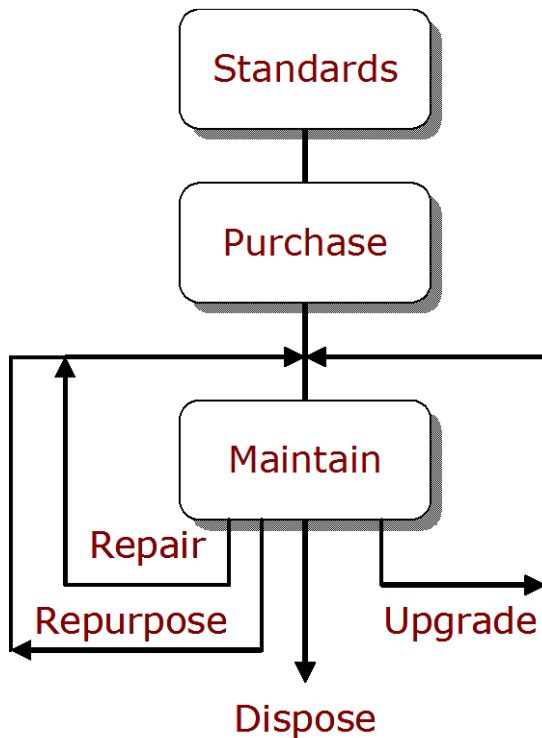 Standards
Purchase
Maintain
Repair
Repurpose
Upgrade
Dispose